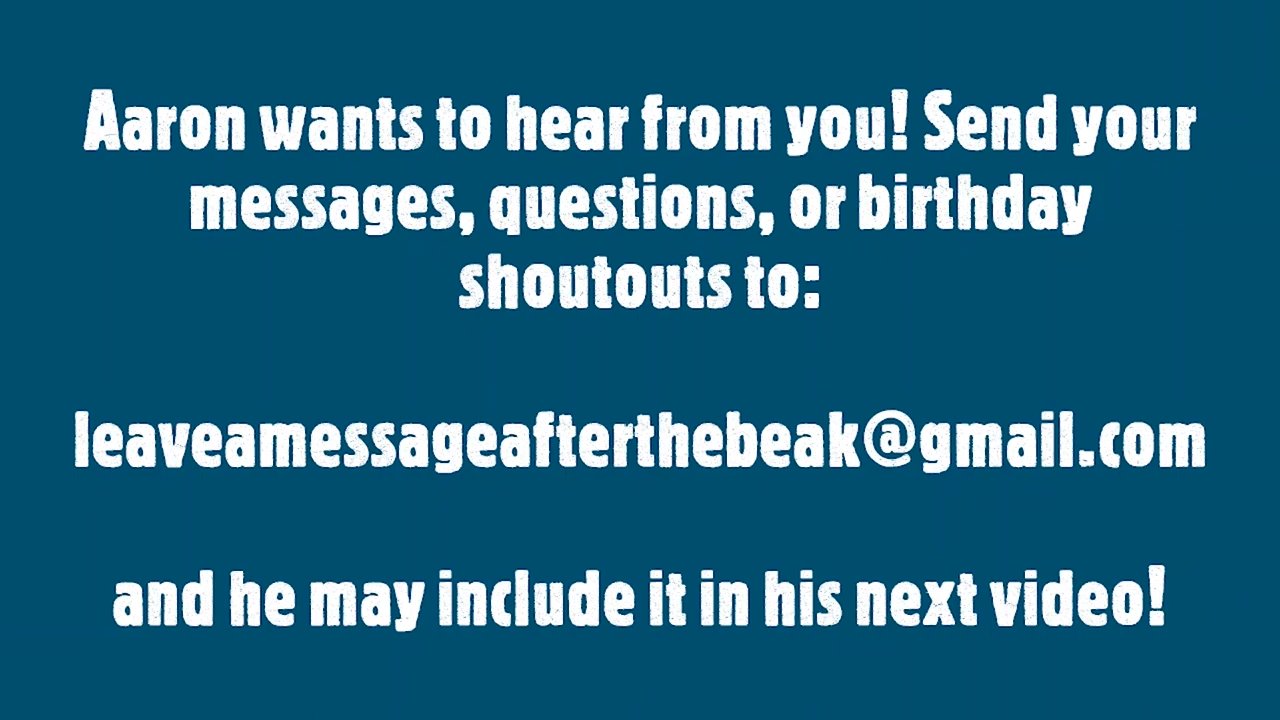 Aaron wants to hear from you! Send your
messages, questions, or birthday
shoutouts to:
leaveamessageafterthebeak@gmail.com
and he may include it in his next video!